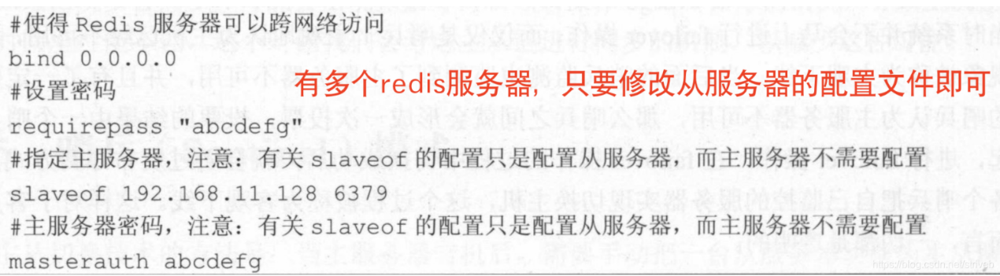 #使得 Redis 服务器可以跨网络访问
bind 0.0.0.0
#设置密码
有多个redis服务器，只要修改从服务器的配置文件即可
requirepass "abcdefg"
#指定主服务器，注意：有关 slaveof 的配置只是配置从服务器，而主服务器不需要配置
slaveof 192.168.11.128 6379
#主服务器密码，注意：有关 slaveof 的配置只是配置从服务器，而主服务器不需要配置
masterauth abcdefg